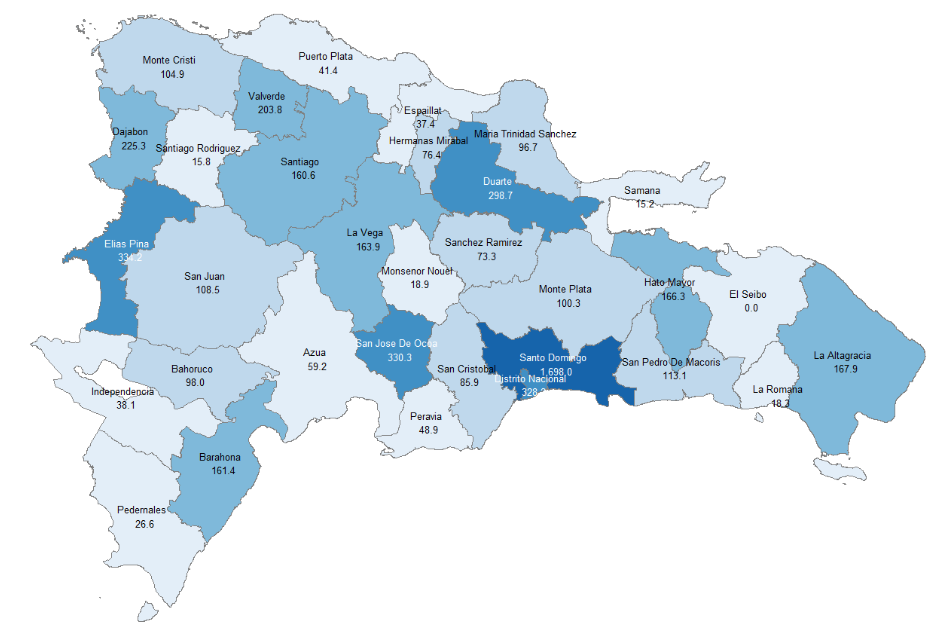 Puerto Plata
41.4
Monte Cristi
104.9
Valverde
203.8
Espaillat
37.4
Dajabon
225.3
Santiago Rodriguez
15.8
Hermanas Mirabal
76.4
Maria Trinidad Sanchez
96.7
Santiago
160.6
Duarte
298.7
Samana
15.2
Elias Pina
334.2
La Vega
163.9
Sanchez Ramirez
73.3
San Juan
108.5
Monsenor Nouel
18.9
Monte Plata
100.3
Hato Mayor
166.3
El Seibo
0.0
San Jose De Ocoa
330.3
Azua
59.2
Santo Domingo
1,698.0
La Altagracia
167.9
Bahoruco
98.0
San Cristobal
85.9
Distrito Nacional
San Pedro De Macoris
113.1
Independencia
38.1
La Romana
18.3
Peravia
48.9
Barahona
161.4
Pedernales
26.6